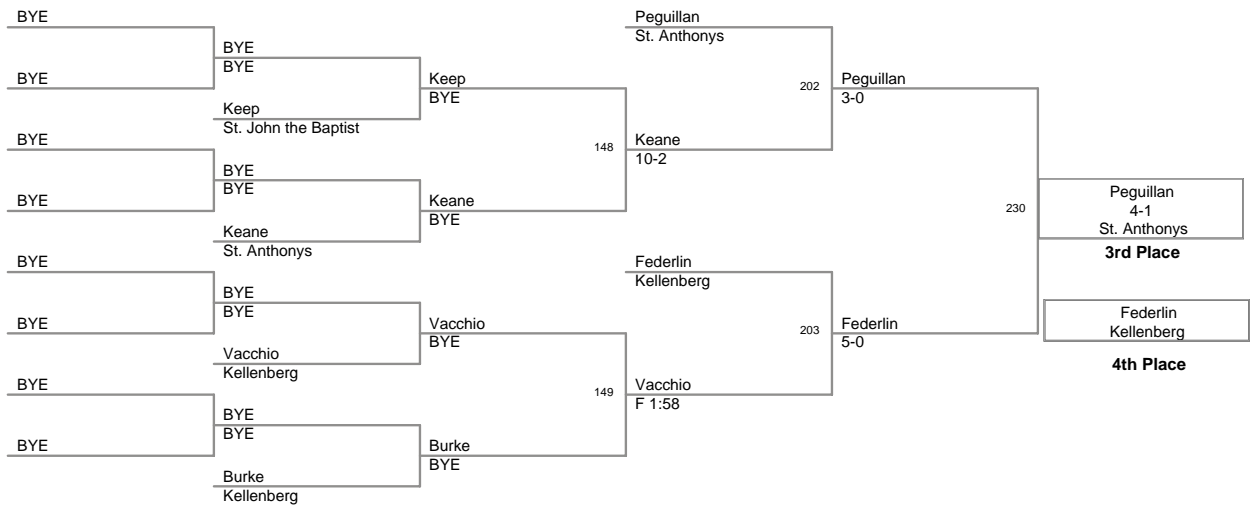 BYE
BYE
BYE
BYE
BYE
BYE
BYE
BYE
BYE
BYE
Keep
St. John the Baptist
BYE
BYE
Keane
St. Anthonys
BYE
BYE
Vacchio
Kellenberg
BYE
BYE
Burke
Kellenberg
Keep
BYE
Keane
BYE
Vacchio
BYE
Burke
BYE
148
149
Peguillan
St. Anthonys
Keane
10-2
Federlin
Kellenberg
Vacchio
F 1:58
202
203
Peguillan
3-0
Federlin
5-0
230
Peguillan
4-1
St. Anthonys
3rd Place
Federlin
Kellenberg
4th Place